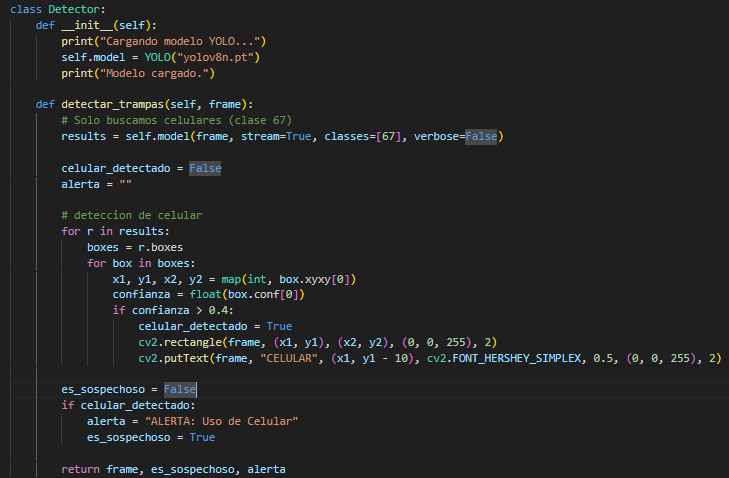 class Detector:
    def __init__(self):
        print("Cargando modelo YOLO...")
        self.model = YOLO("yolov8n.pt")
        print("Modelo cargado.")

    def detectar_trampas(self, frame):
        # Solo buscamos celulares (clase 67)
        results = self.model(frame, stream=True, classes=[67], verbose=False)

        celular_detectado = False
        alerta = ""

        # deteccion de celular
        for r in results:
            boxes = r.boxes
            for box in boxes:
                x1, y1, x2, y2 = map(int, box.xyxy[0])
                confianza = float(box.conf[0])
                if confianza > 0.4:
                    celular_detectado = True
                    cv2.rectangle(frame, (x1, y1), (x2, y2), (0, 0, 255), 2)
                    cv2.putText(frame, "CELULAR", (x1, y1 - 10), cv2.FONT_HERSHEY_SIMPLEX, 0.5, (0, 0, 255), 2)

        es_sospechoso = False
        if celular_detectado:
            alerta = "ALERTA: Uso de Celular"
            es_sospechoso = True

        return frame, es_sospechoso, alerta